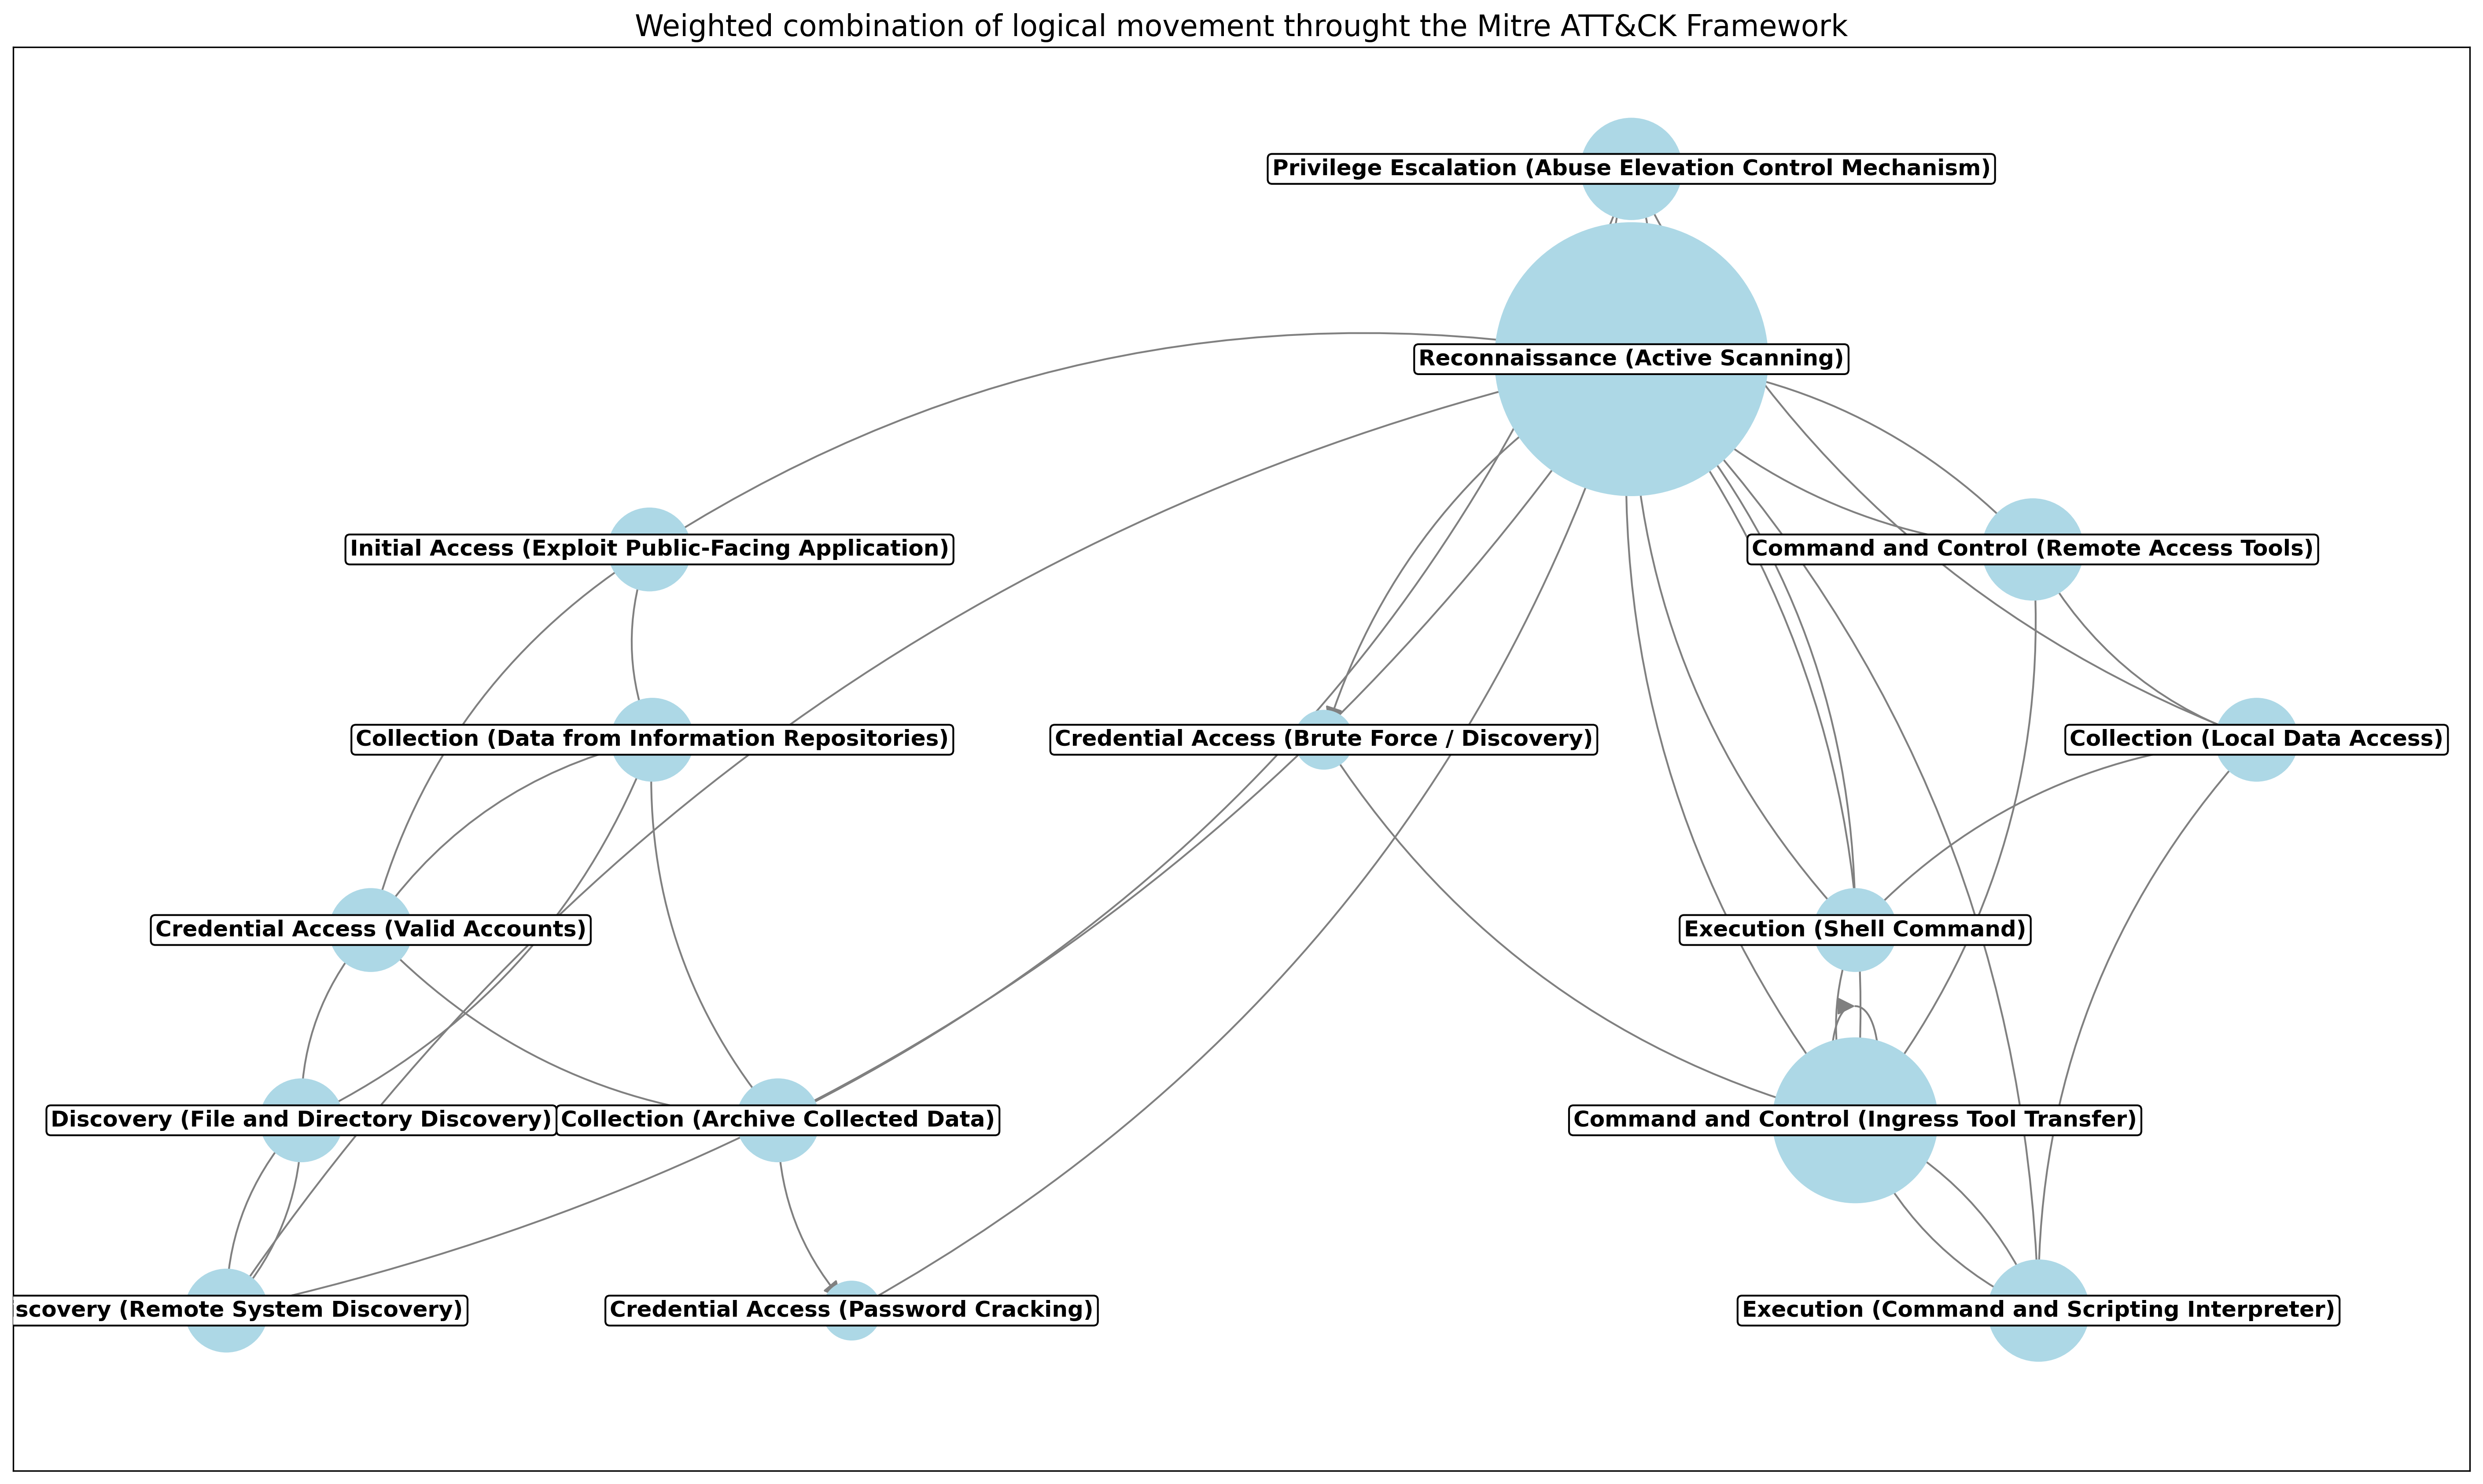 Weighted combination of logical movement throught the Mitre ATT&CK Framework
Privilege Escalation (Abuse Elevation Control Mechanism)
Reconnaissance (Active Scanning)
Initial Access (Exploit Public-Facing Application)
Command and Control (Remote Access Tools)
Collection (Data from Information Repositories)
Credential Access (Brute Force / Discovery)
Collection (Local Data Access)
Credential Access (Valid Accounts)
Execution (Shell Command)
Discovery (File and Directory Discovery)
Collection (Archive Collected Data)
Command and Control (Ingress Tool Transfer)
scovery (Remote System Discovery)
Credential Access (Password Cracking)
Execution (Command and Scripting Interpreter)